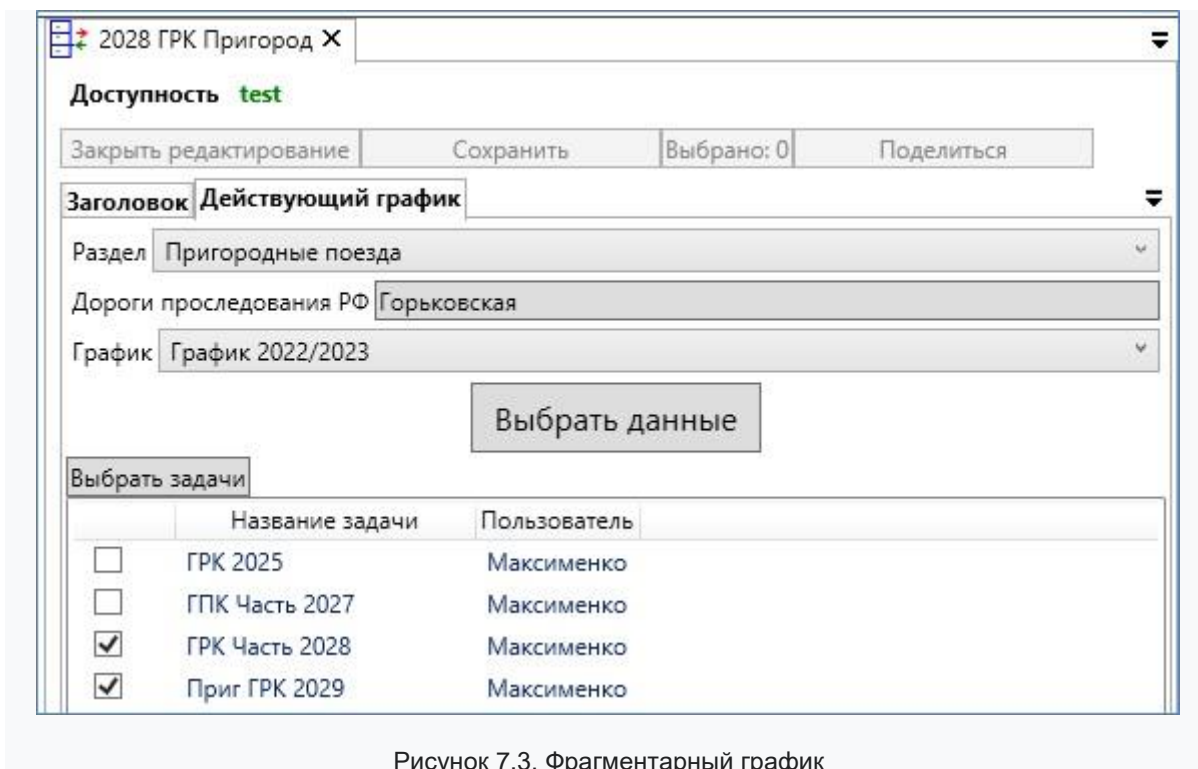 2028 ГРК Пригород X
Доступность test
Закрыть редактирование Сохранить Выбрано: 0 Поделиться
Заголовок Действующий график
Раздел Пригородные поезда
Дороги проследования РФ Горьковская
График График 2022/2023
Выбрать данные
Выбрать задачи
Название задачи Пользователь
ГРК 2025 Максименко
ГПК Часть 2027 Максименко
ГРК Часть 2028 Максименко
Приг ГРК 2029 Максименко
Рисунок 7.3. Фрагментарный график